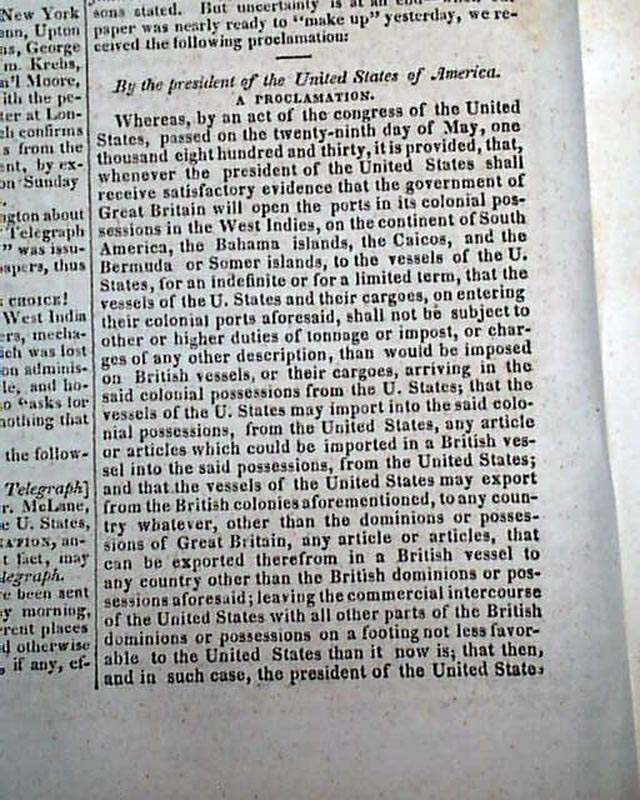 New York
enn, Upton
ns, George
m. Krebs,
n'l Moore,
ith the pe-
ter at Lon-
ch confirms
s from the
ent, by ex-
on Sunday
ngton about
Telegraph
" was issu-
papers, thus
CHOICE!
West India
ers, mecha-
ich was lost
on adminis-
le, and ho-
o "asks for
nothing that
the follow-
Telegraph]
r. McLane,
e U. States,
NATION, an-
t fact, may
legraph.
re been sent
y morning,
rent places
d otherwise
, if any, ef-
sons stated. But uncertainty is at an end
paper was nearly ready to "make up" yesterday, we re-
ceived the following proclamation:
By the president of the United States of America.
A PROCLAMATION.
Whereas, by an act of the congress of the United
States, passed on the twenty-ninth day of May, one
thousand eight hundred and thirty, it is provided, that,
whenever the president of the United States shall
receive satisfactory evidence that the government of
Great Britain will open the ports in its colonial pos-
sessions in the West Indies, on the continent of South
America, the Bahama islands, the Caicos, and the
Bermuda or Somer islands, to the vessels of the U.
States, for an indefinite or for a limited term, that the
vessels of the U. States and their cargoes, on entering
their colonial ports aforesaid, shall not be subject to
other or higher duties of tonnage or impost, or char-
ges of any other description, than would be imposed
on British vessels, or their cargoes, arriving in the
said colonial possessions from the U. States; that the
vessels of the U. States may import into the said colo-
nial possessions, from the United States, any article
or articles which could be imported in a British ves-
sel into the said possessions, from the United States;
and that the vessels of the United States may export
from the British colonies aforementioned, to any coun-
try whatever, other than the dominions or posses-
sions of Great Britain, any article or articles, that
can be exported therefrom in a British vessel to
any country other than the British dominions or pos-
sessions aforesaid; leaving the commercial intercourse
of the United States with all other parts of the British
dominions or possessions on a footing not less favor-
able to the United States than it now is; that then,
and in such case, the president of the United States